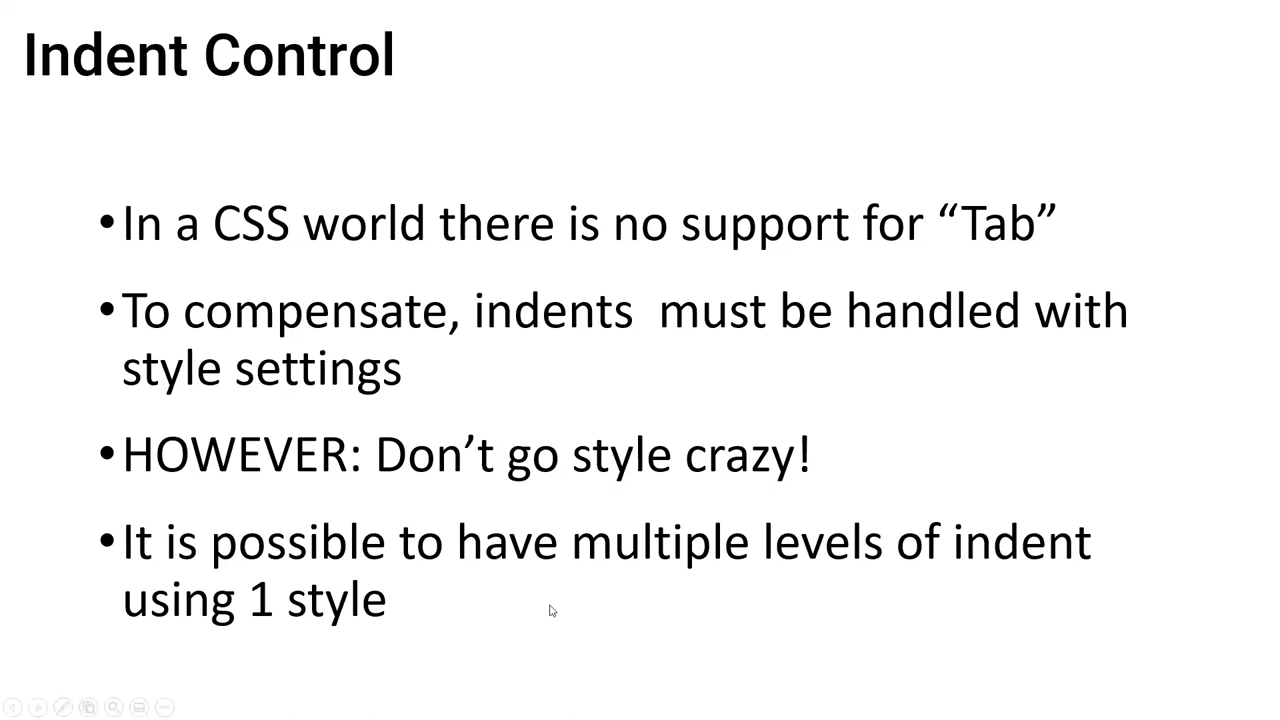 Indent Control
•In a CSS world there is no support for “Tab”
•To compensate, indents  must be handled with
style settings
•HOWEVER: Don’t go style crazy!
•It is possible to have multiple levels of indent
using 1 style